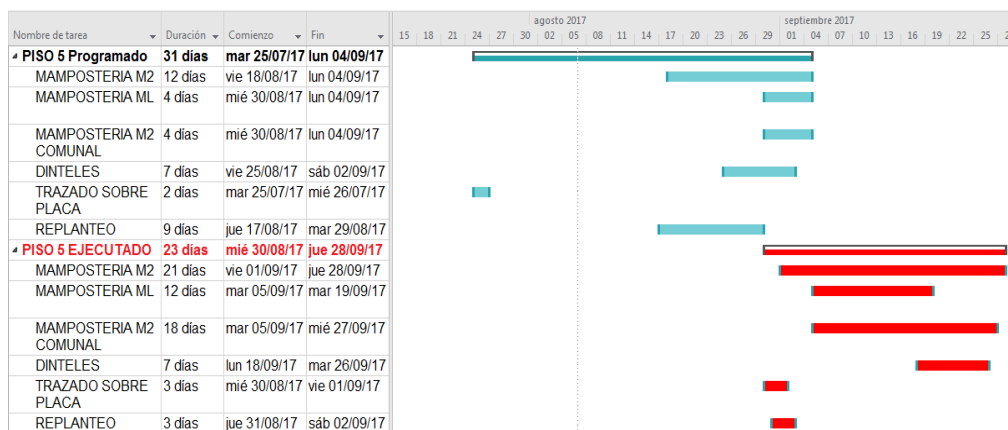 agosto 2017 septiembre 2017
Nombre de tarea Duración Comienzo Fin 15 18 21 24 27 30 02 05 08 11 14 17 20 23 26 29 01 04 07 10 13 16 19 22 25
PISO 5 Programado 31 días mar 25/07/17 lun 04/09/17
MAMPOSTERIA M2 12 días vie 18/08/17 lun 04/09/17
MAMPOSTERIA ML 4 días mié 30/08/17 lun 04/09/17
MAMPOSTERIA M2 4 días mié 30/08/17 lun 04/09/17
COMUNAL
DINTELES 7 días vie 25/08/17 sáb 02/09/17
TRAZADO SOBRE 2 días mar 25/07/17 mié 26/07/17
PLACA
REPLANTEO 9 días jue 17/08/17 mar 29/08/17
PISO 5 EJECUTADO 23 días mié 30/08/17 jue 28/09/17
MAMPOSTERIA M2 21 días vie 01/09/17 jue 28/09/17
MAMPOSTERIA ML 12 días mar 05/09/17 mar 19/09/17
MAMPOSTERIA M2 18 días mar 05/09/17 mié 27/09/17
COMUNAL
DINTELES 7 días lun 18/09/17 mar 26/09/17
TRAZADO SOBRE 3 días mié 30/08/17 vie 01/09/17
PLACA
REPLANTEO 3 días jue 31/08/17 sáb 02/09/17